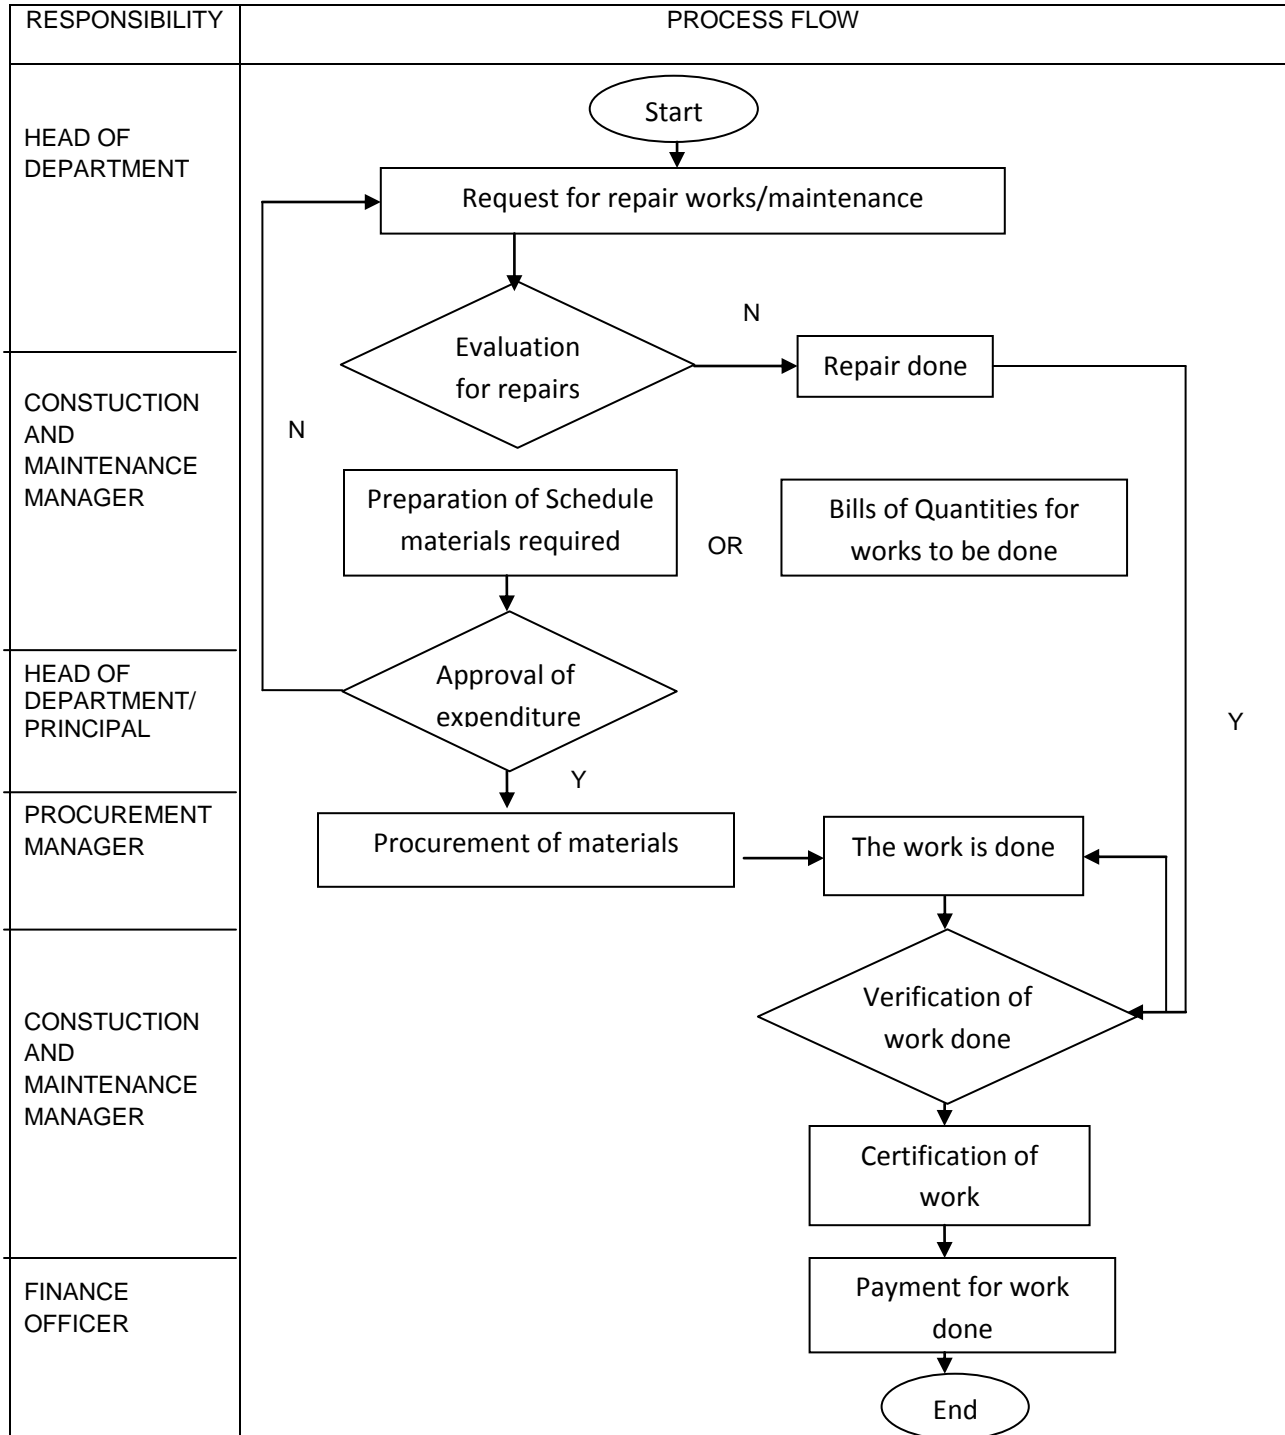 RESPONSIBILITY
PROCESS FLOW
HEAD OF
DEPARTMENT
Start
Request for repair works/maintenance
N
Evaluation
for repairs
Repair done
CONSTUCTION
AND
MAINTENANCE
MANAGER
N
Preparation of Schedule
materials required
OR
Bills of Quantities for
works to be done
HEAD OF
DEPARTMENT/
PRINCIPAL
Approval of
expenditure
Y
Y
PROCUREMENT
MANAGER
Procurement of materials
The work is done
CONSTUCTION
AND
MAINTENANCE
MANAGER
Verification of
work done
Certification of
work
FINANCE
OFFICER
Payment for work
done
End